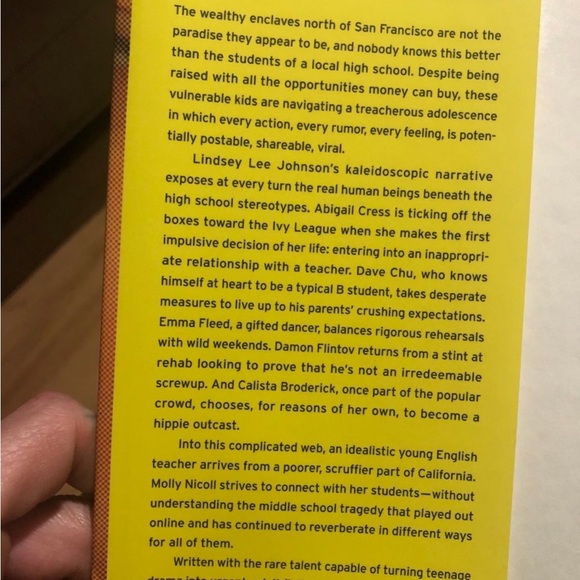 The wealthy enclaves north of San Francisco are not the
paradise they appear to be, and nobody knows this better
than the students of a local high school. Despite being
raised with all the opportunities money can buy, these
vulnerable kids are navigating a treacherous adolescence
in which every action, every rumor, every feeling, is poten-
tially postable, shareable, viral.
Lindsey Lee Johnson's kaleidoscopic narrative
exposes at every turn the real human beings beneath the
high school stereotypes. Abigail Cress is ticking off the
boxes toward the Ivy League when she makes the first
impulsive decision of her life: entering into an inappropri-
ate relationship with a teacher. Dave Chu, who knows
himself at heart to be a typical B student, takes desperate
measures to live up to his parents' crushing expectations.
Emma Fleed, a gifted dancer, balances rigorous rehearsals
with wild weekends. Damon Flintov returns from a stint at
rehab looking to prove that he's not an irredeemable
screwup. And Calista Broderick, once part of the popular
crowd, chooses, for reasons of her own, to become a
hippie outcast.
Into this complicated web, an idealistic young English
teacher arrives from a poorer, scruffier part of California.
Molly Nicoll strives to connect with her students—without
understanding the middle school tragedy that played out
online and has continued to reverberate in different ways
for all of them.
Written with the rare talent capable of turning teenage
drama into